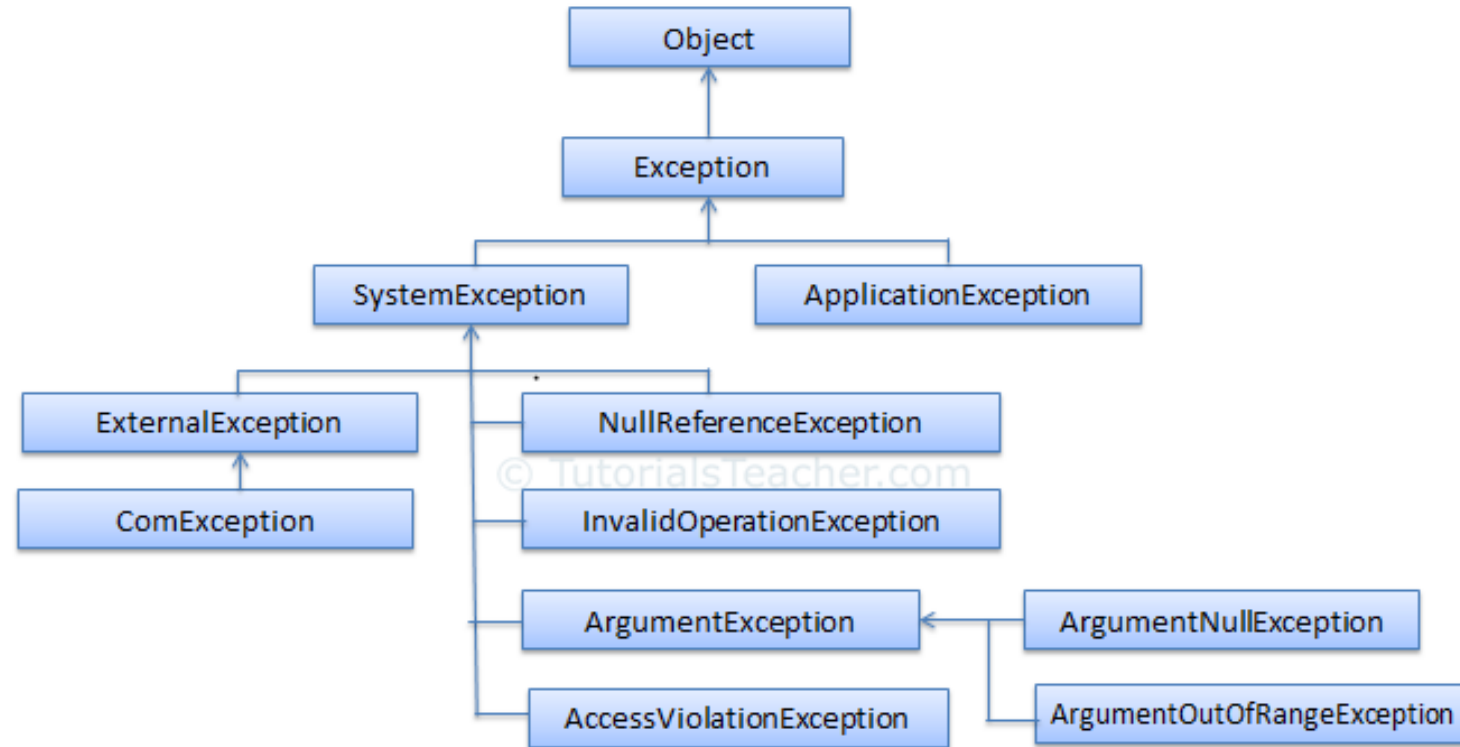 Object
Exception
SystemException
ApplicationException
ExternalException
NullReferenceException
© TutorialsTeacher.com
ComException
InvalidOperationException
ArgumentException
ArgumentNullException
AccessViolationException
ArgumentOutOfRangeException